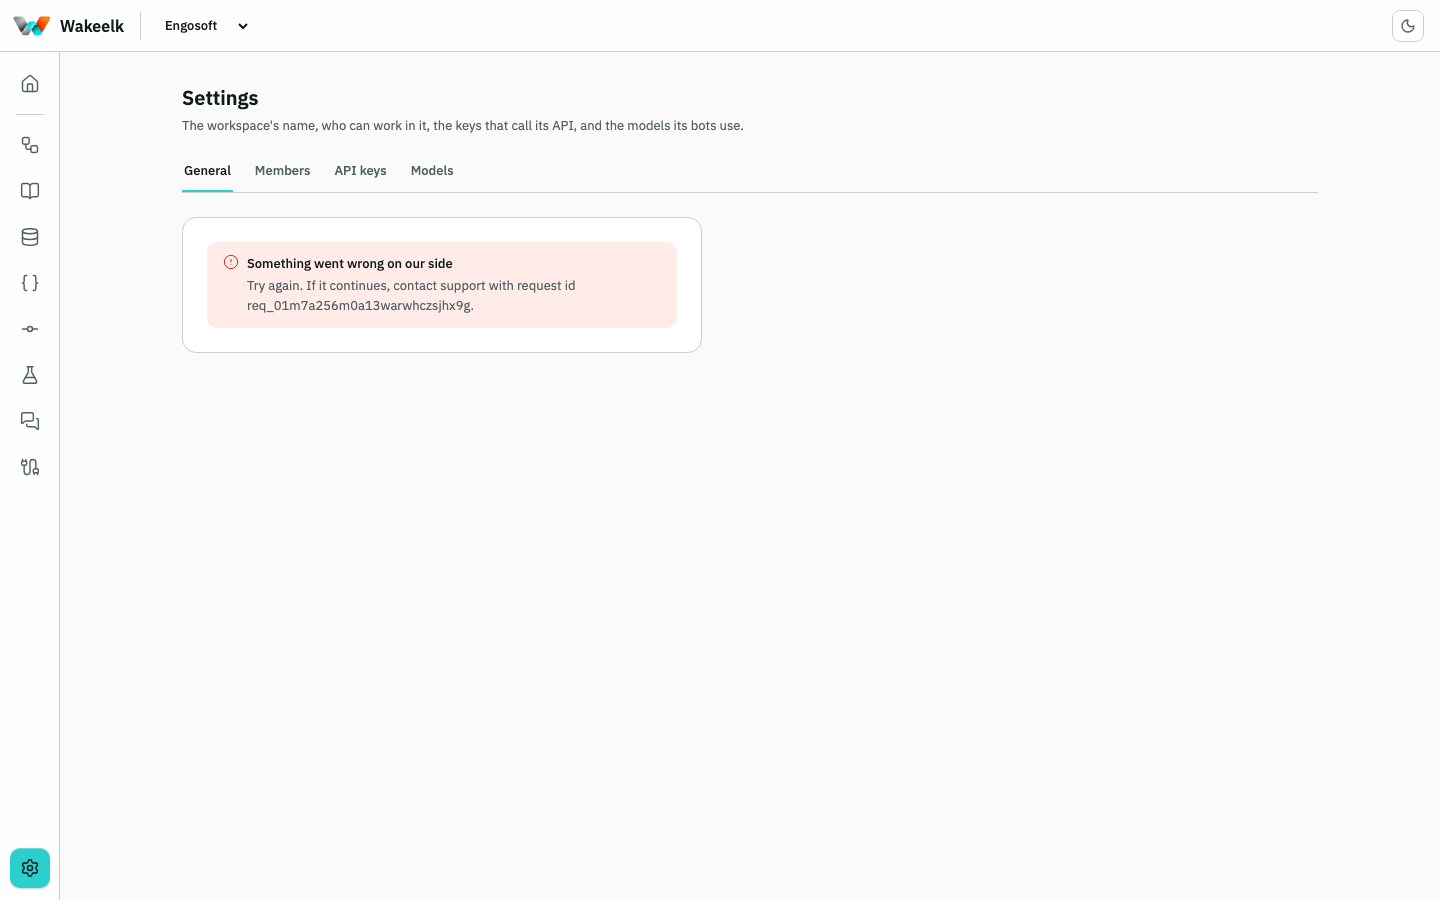 Wakeelk
Engosoft
Settings
The workspace's name, who can work in it, the keys that call its API, and the models its bots use.
General Members API keys Models
Something went wrong on our side
Try again. If it continues, contact support with request id
req_01m7a256m0a13warwhczsjhx9g.